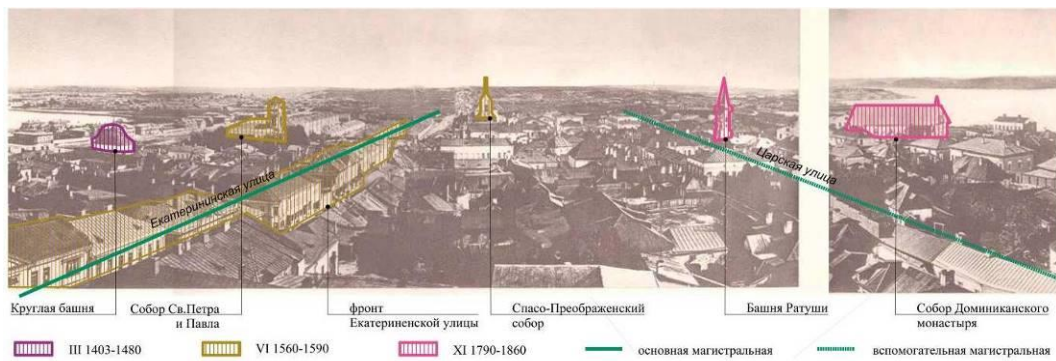 Екатерининская улица
Царская улица
Круглая башня
Собор Св.Петра
и Павла
фронт
Екатериненской улицы
Спасо-Преображенский
собор
Башня Ратуши
Собор Доминиканского
монастыря
III 1403-1480
VI 1560-1590
XI 1790-1860
основная магистральная
вспомогательная магистральная